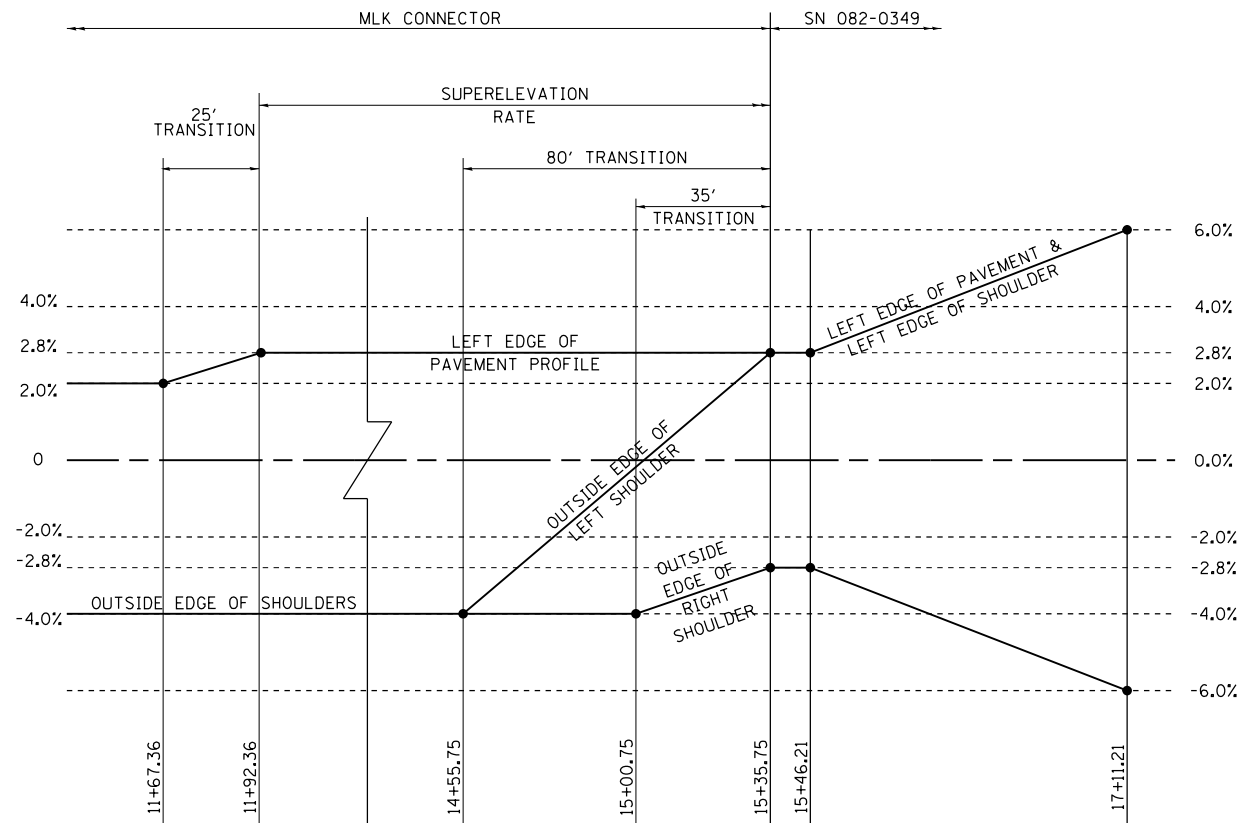 MLK CONNECTOR
SN 082-0349
SUPERELEVATION
RATE
25'
TRANSITION
80' TRANSITION
35'
TRANSITION
6.0%
4.0%
4.0%
2.8%
2.8%
2.0%
2.0%
0
0.0%
-2.0%
-2.0%
-2.8%
-2.8%
-4.0%
-4.0%
-6.0%
LEFT EDGE OF PAVEMENT &
LEFT EDGE OF SHOULDER
LEFT EDGE OF
PAVEMENT PROFILE
OUTSIDE EDGE OF
LEFT SHOULDER
OUTSIDE
EDGE OF
RIGHT
SHOULDER
OUTSIDE EDGE OF SHOULDERS
11+67.36
11+92.36
14+55.75
15+00.75
15+35.75
15+46.21
17+11.21